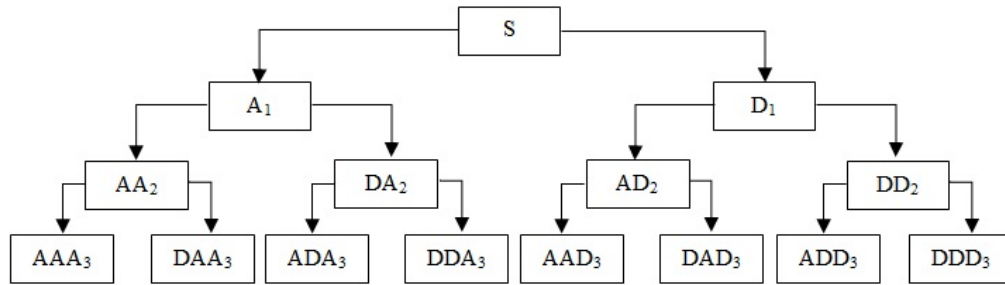 S
A₁ D₁
AA₂ DA₂ AD₂ DD₂
AAA₃ DAA₃ ADA₃ DDA₃ AAD₃ DAD₃ ADD₃ DDD₃